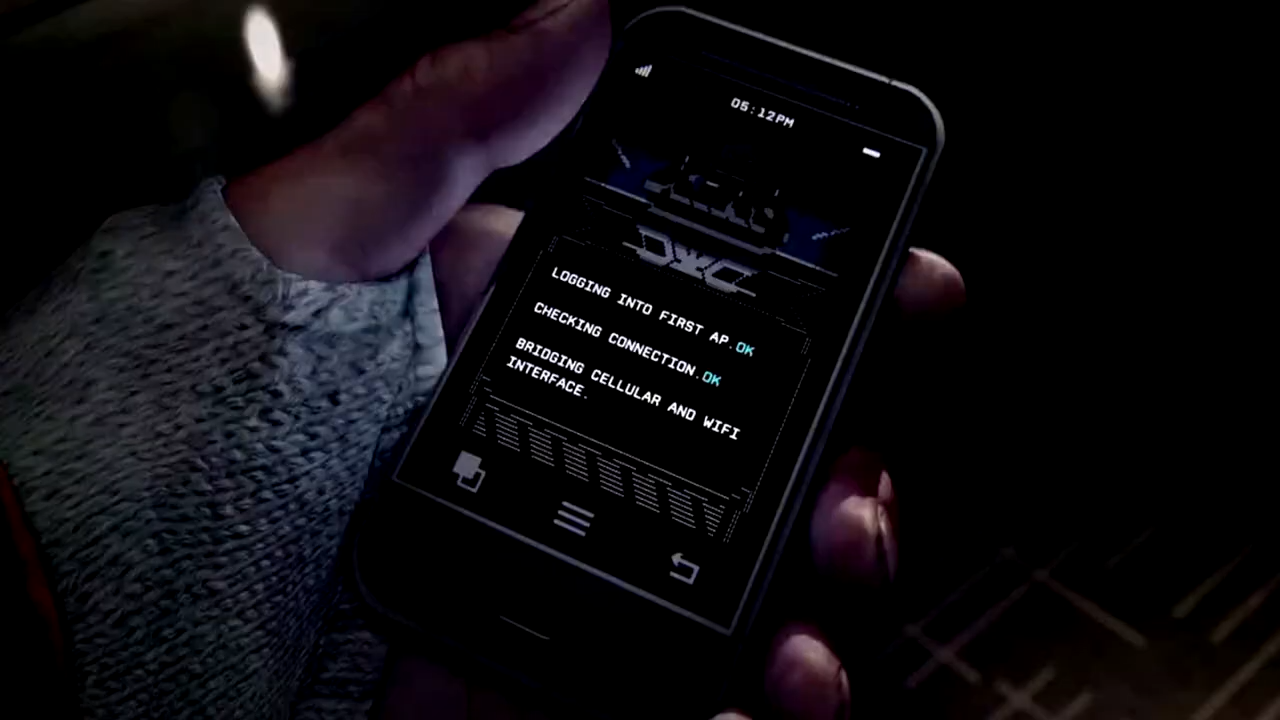 05:12PM
LOGGING INTO FIRST AP.OK
CHECKING CONNECTION.OK
BRIDGING CELLULAR AND WIFI
INTERFACE.